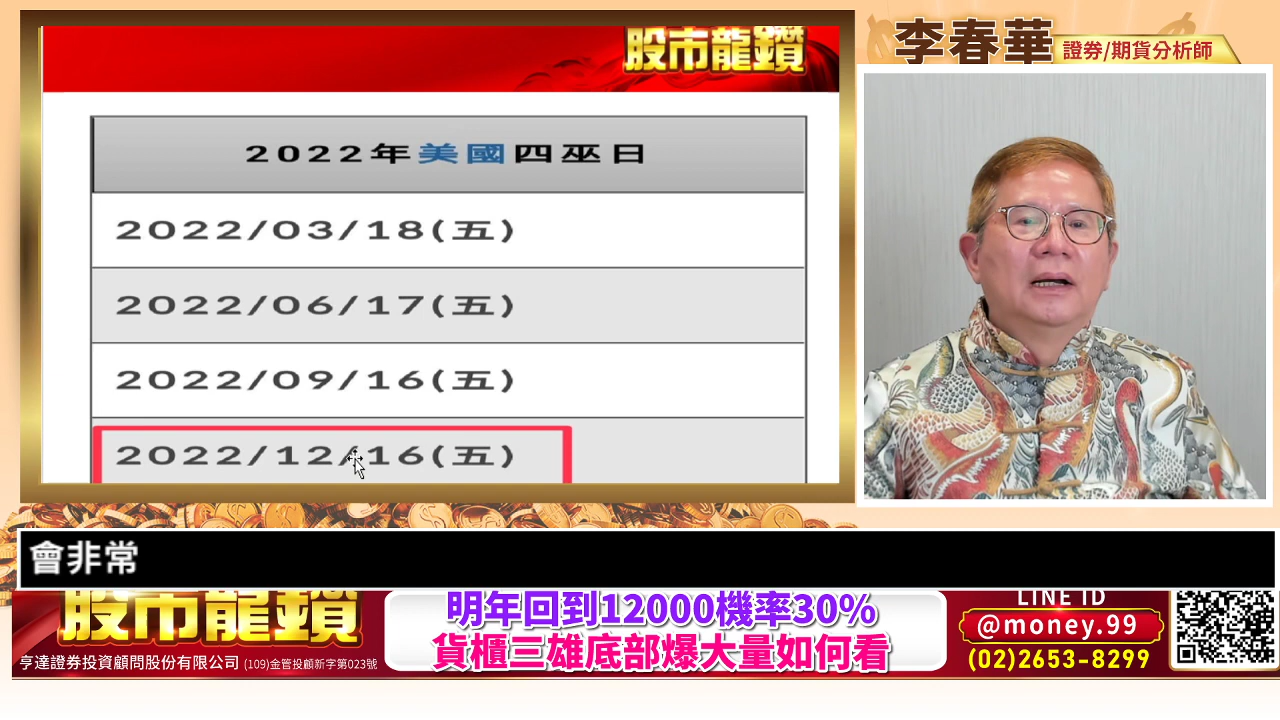 股市龍鑽
李春華
證券/期貨分析師
2022年美國四巫日
2022/03/18(五)
2022/06/17(五)
2022/09/16(五)
2022/12/16(五)
會非常
股市龍鑽
亨達證券投資顧問股份有限公司 (109)金管投顧新字第023號
明年回到12000機率30%
貨櫃三雄底部爆大量如何看
LINE ID
@money.99
(02)2653-8299